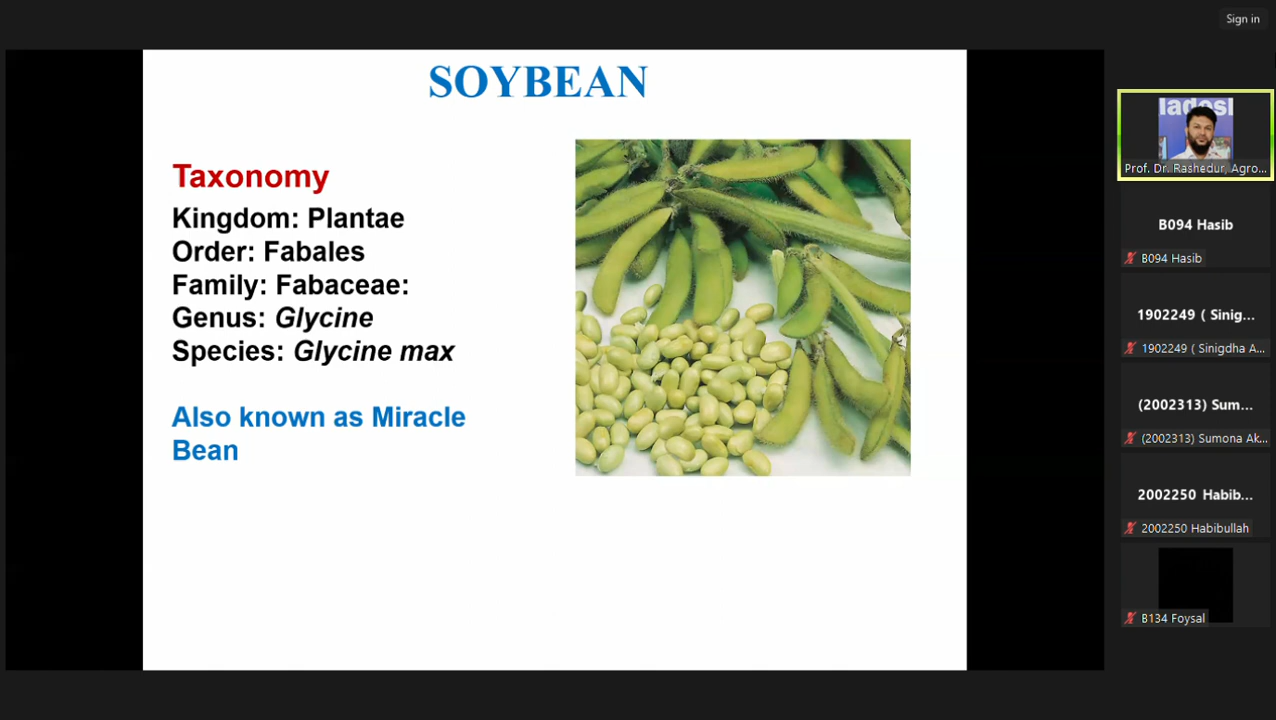 Sign in
SOYBEAN
Taxonomy
Kingdom: Plantae
Order: Fabales
Family: Fabaceae:
Genus: Glycine
Species: Glycine max
Also known as Miracle
Bean
ladesl
Prof. Dr. Rashedur, Agro...
B094 Hasib
B094 Hasib
1902249 ( Sinig...
1902249 ( Sinigdha A...
(2002313) Sum...
(2002313) Sumona Ak...
2002250 Habib...
2002250 Habibullah
B134 Foysal